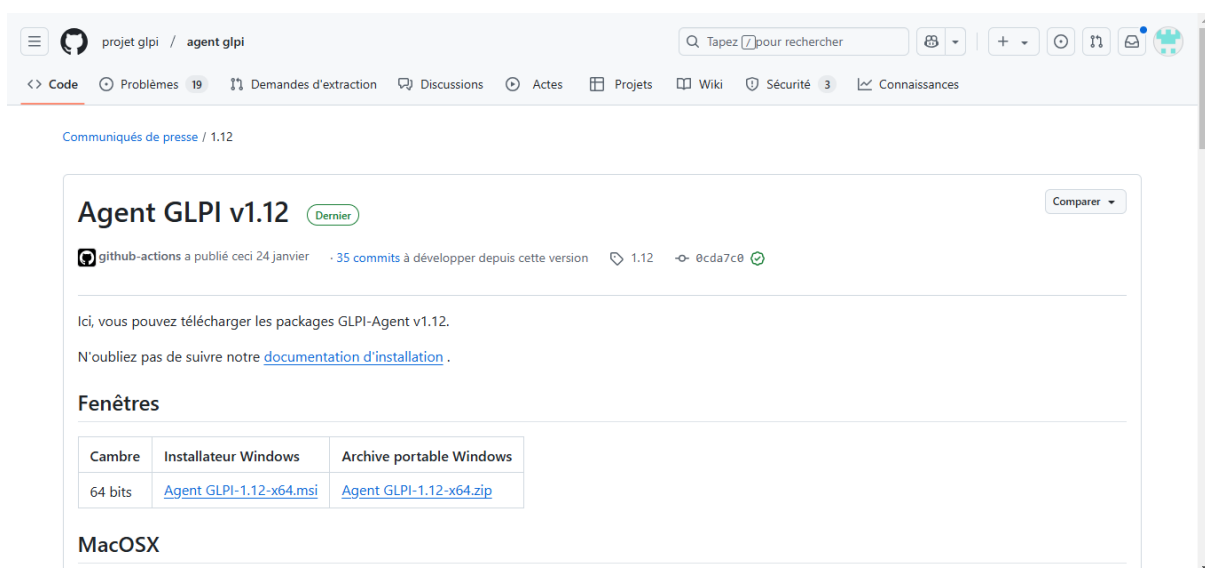 projet glpi / agent glpi
Tapez / pour rechercher
Code Problèmes 19 Demandes d'extraction Discussions Actes Projets Wiki Sécurité 3 Connaissances
Communiqués de presse / 1.12
Agent GLPI v1.12 Dernier
Comparer
github-actions a publié ceci 24 janvier · 35 commits à développer depuis cette version 1.12 0cda7c0
Ici, vous pouvez télécharger les packages GLPI-Agent v1.12.
N'oubliez pas de suivre notre documentation d'installation .
Fenêtres
Cambre Installateur Windows Archive portable Windows
64 bits Agent GLPI-1.12-x64.msi Agent GLPI-1.12-x64.zip
MacOSX